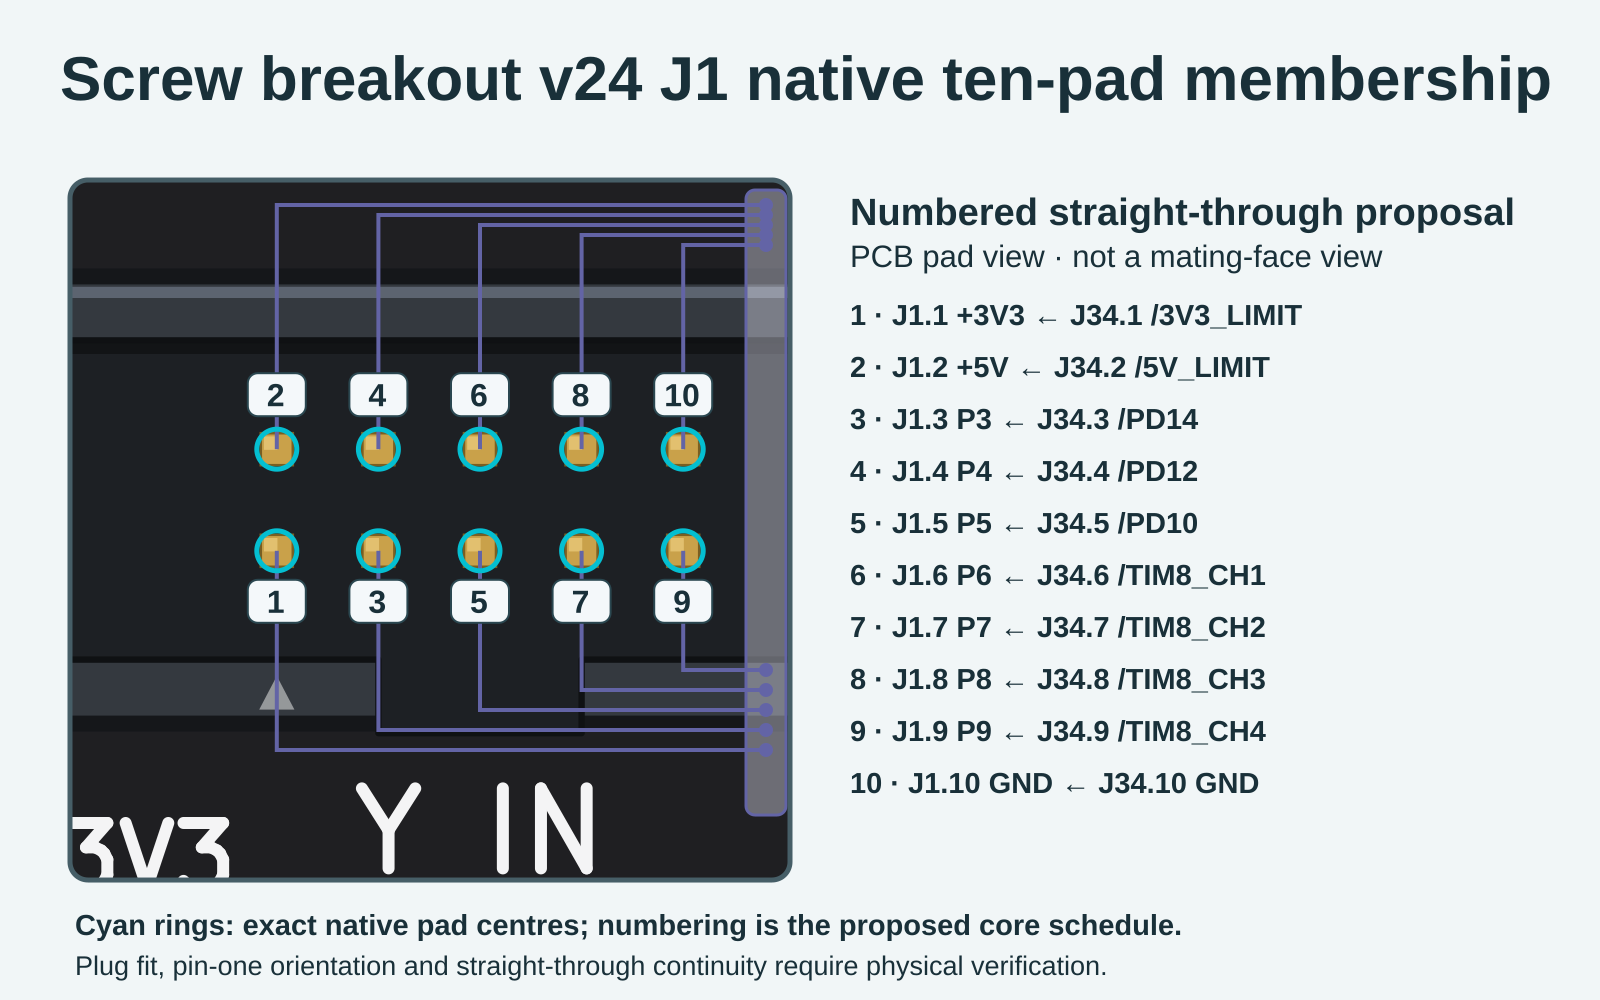 Screw breakout v24 J1 native ten-pad membership
Numbered straight-through proposal
PCB pad view · not a mating-face view
1 · J1.1 +3V3 ← J34.1 /3V3_LIMIT
2 · J1.2 +5V ← J34.2 /5V_LIMIT
3 · J1.3 P3 ← J34.3 /PD14
4 · J1.4 P4 ← J34.4 /PD12
5 · J1.5 P5 ← J34.5 /PD10
6 · J1.6 P6 ← J34.6 /TIM8_CH1
7 · J1.7 P7 ← J34.7 /TIM8_CH2
8 · J1.8 P8 ← J34.8 /TIM8_CH3
9 · J1.9 P9 ← J34.9 /TIM8_CH4
10 · J1.10 GND ← J34.10 GND
2 4 6 8 10
1 3 5 7 9
Y IN
3V3
Cyan rings: exact native pad centres; numbering is the proposed core schedule.
Plug fit, pin-one orientation and straight-through continuity require physical verification.